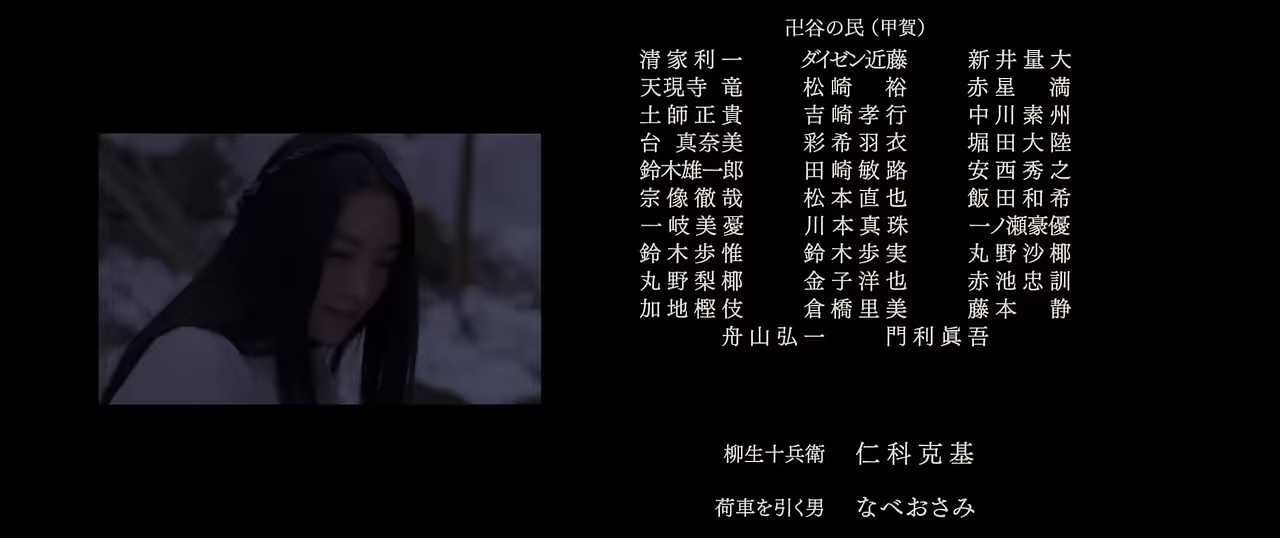 卍谷の民（甲賀）
清家利一　ダイゼン近藤　新井量大
天現寺 竜　松崎 裕　赤星 満
土師正貴　吉崎孝行　中川素州
台 真奈美　彩希羽衣　堀田大陸
鈴木雄一郎　田崎敏路　安西秀之
宗像徹哉　松本直也　飯田和希
一岐美憂　川本真珠　一ノ瀬豪優
鈴木歩惟　鈴木歩実　丸野沙椰
丸野梨椰　金子洋也　赤池忠訓
加地樫伎　倉橋里美　藤本 静
舟山弘一　門利眞吾
柳生十兵衛　仁科克基
荷車を引く男　なべおさみ